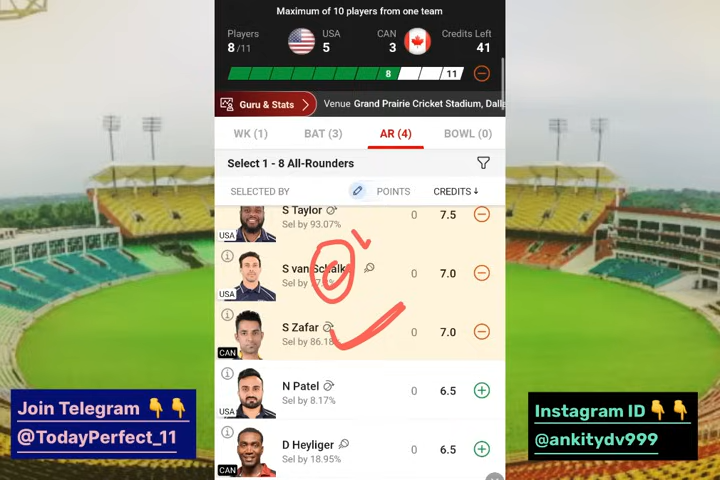 Maximum of 10 players from one team
Players USA CAN Credits Left
8 /11 5 3 41
8 11
Guru & Stats Venue Grand Prairie Cricket Stadium, Dalla
WK (1) BAT (3) AR (4) BOWL (0)
Select 1 - 8 All-Rounders
SELECTED BY POINTS CREDITS
S Taylor 0 7.5
Sel by 93.07%
USA
S van Schalk 0 7.0
Sel by
USA
S Zafar 0 7.0
Sel by 86.18
CAN
N Patel 0 6.5
Sel by 8.17%
USA
D Heyliger 0 6.5
Sel by 18.95%
CAN
Join Telegram 👇👇
@TodayPerfect_11
Instagram ID👇👇
@ankitydv999